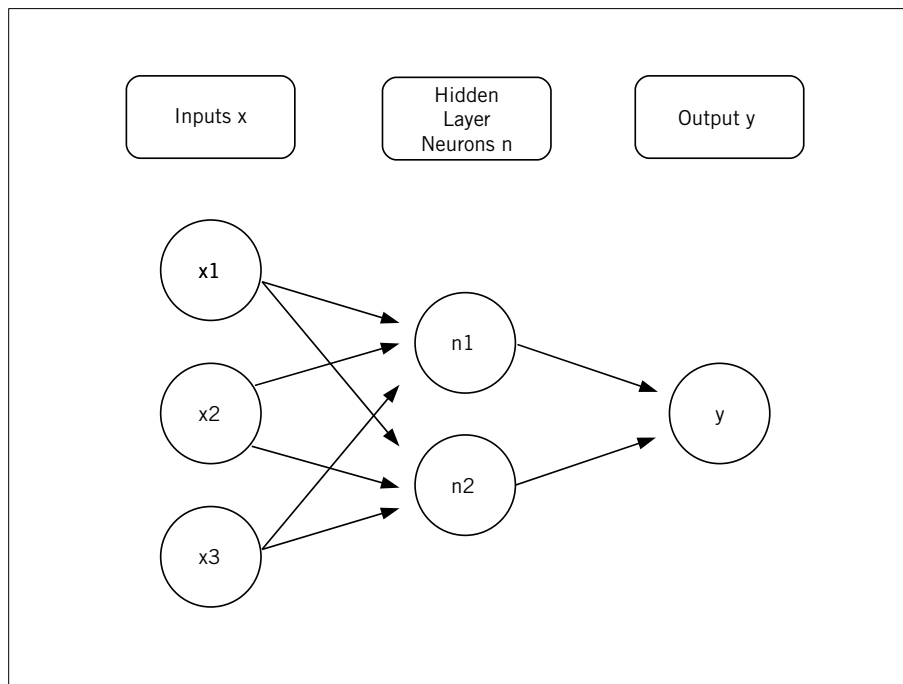 Inputs x
Hidden
Layer
Neurons n
Output y
x1
x2
x3
n1
n2
y